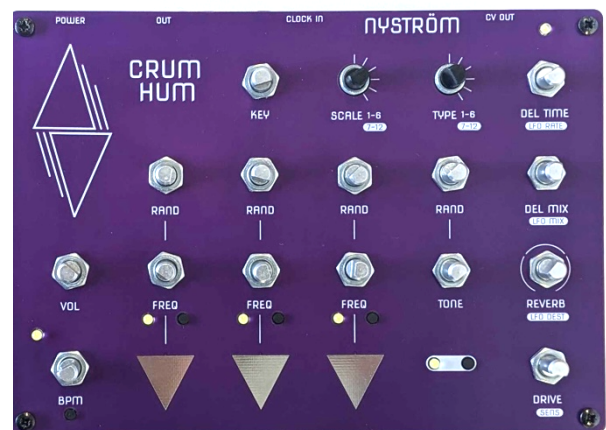 POWER
OUT
CLOCK IN
NYSTRÖM
CV OUT
CRUM
HUM
KEY
SCALE 1-6
7-12
TYPE 1-6
7-12
DEL TIME
LFO RATE
RAND
RAND
RAND
RAND
DEL MIX
LFO MIX
VOL
FREQ
FREQ
FREQ
TONE
REVERB
LFO DEST
BPM
DRIVE
SENS